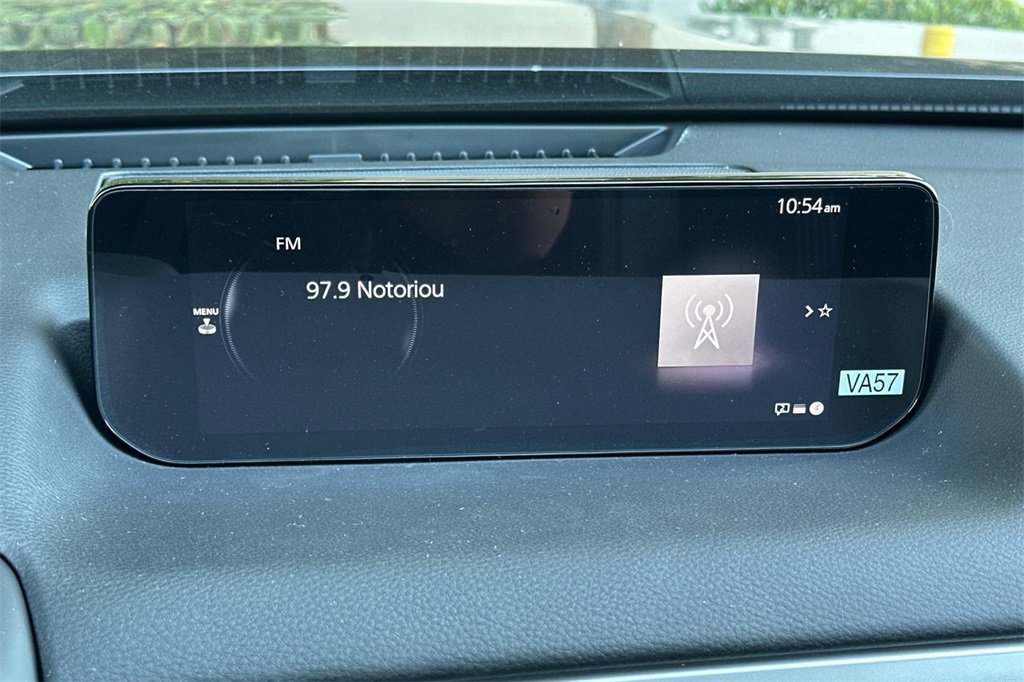 10:54am
FM
97.9 Notoriou
MENU
VA57